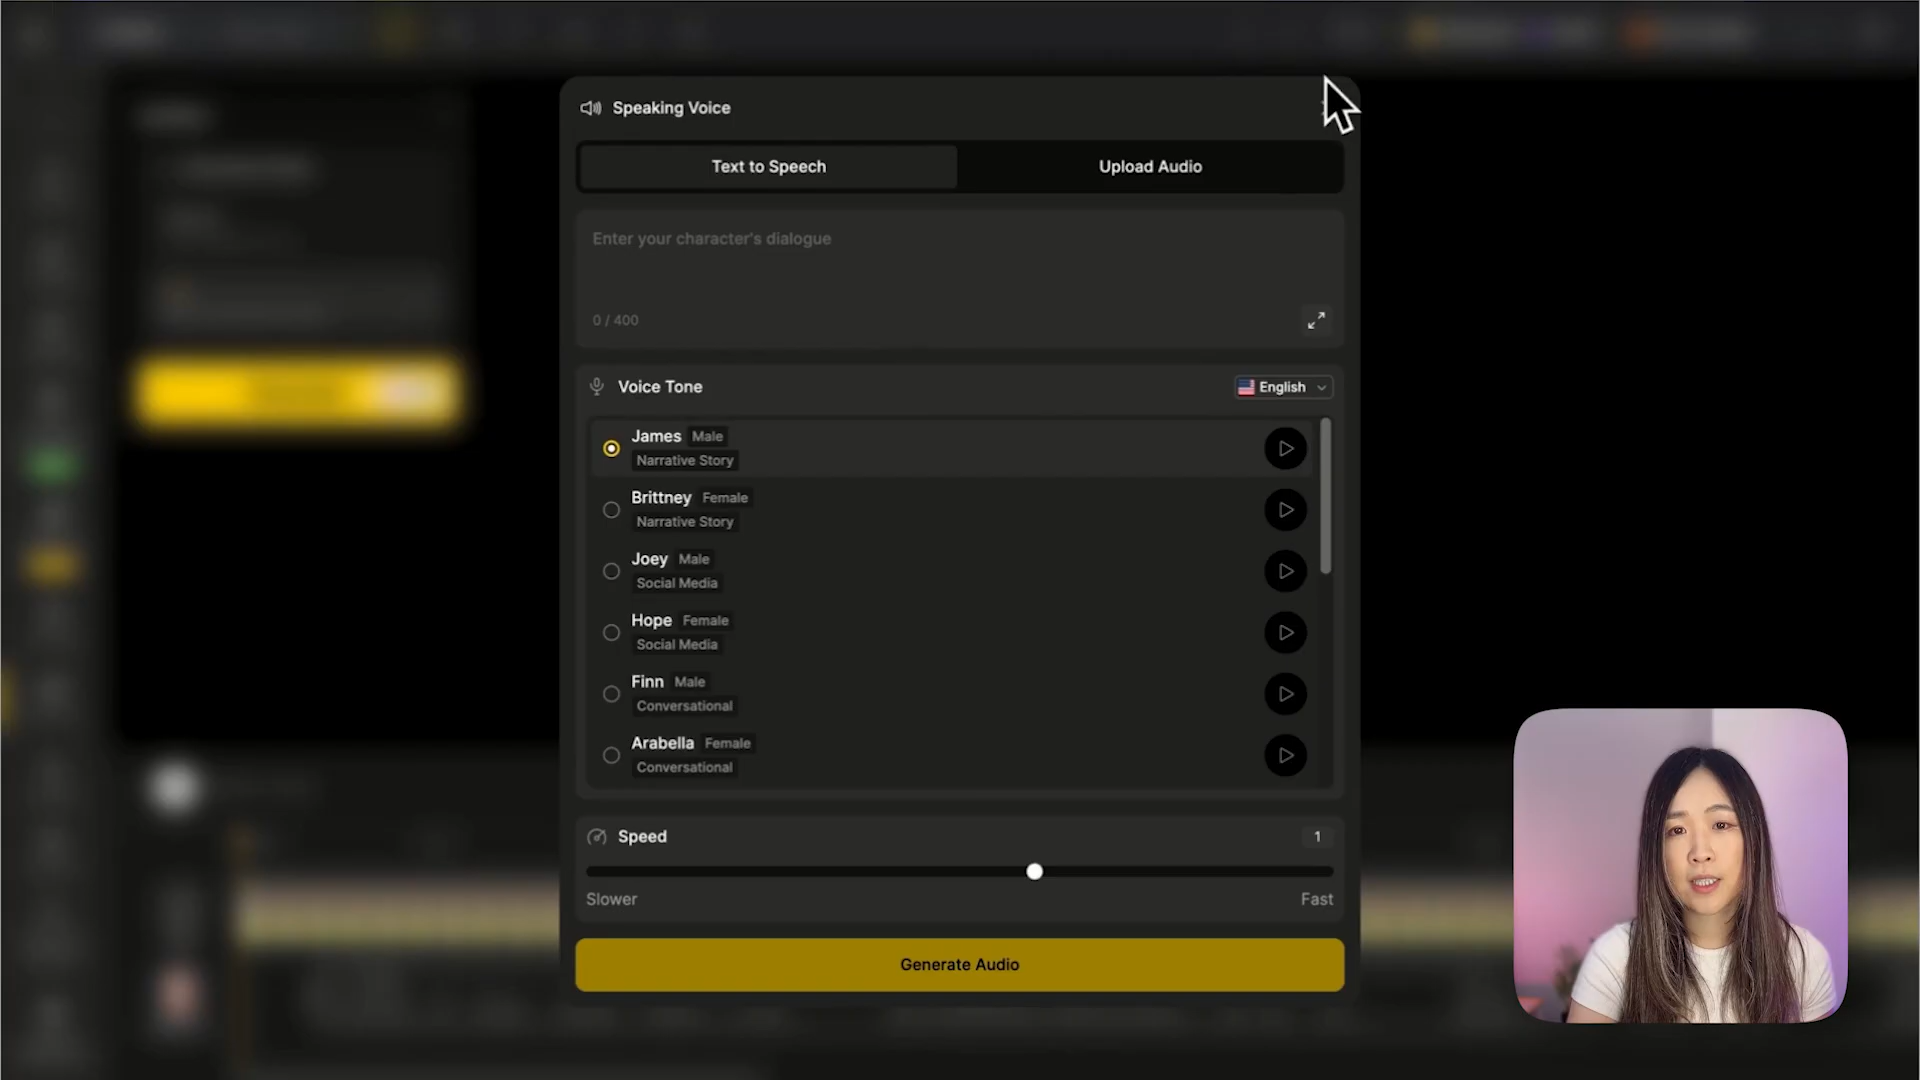 Speaking Voice
Text to Speech
Upload Audio
Enter your character's dialogue
0 / 400
Voice Tone
English
James Male
Narrative Story
Brittney Female
Narrative Story
Joey Male
Social Media
Hope Female
Social Media
Finn Male
Conversational
Arabella Female
Conversational
Speed
1
Slower
Fast
Generate Audio